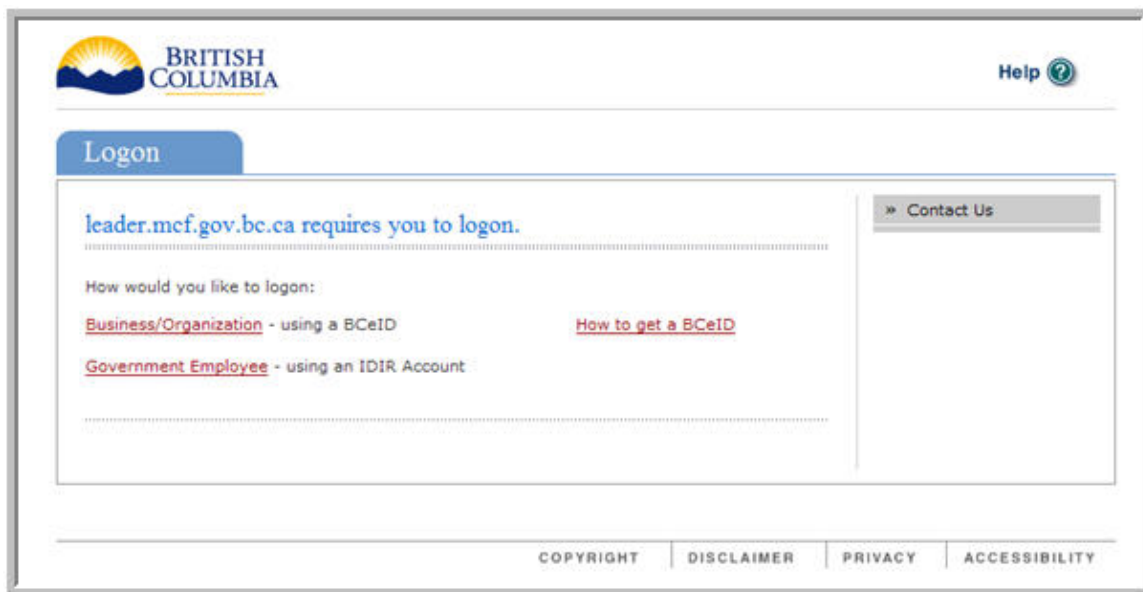 BRITISH
COLUMBIA
Help ?
Logon
leader.mcf.gov.bc.ca requires you to logon.
» Contact Us
How would you like to logon:
Business/Organization - using a BCeID
How to get a BCeID
Government Employee - using an IDIR Account
COPYRIGHT DISCLAIMER PRIVACY ACCESSIBILITY